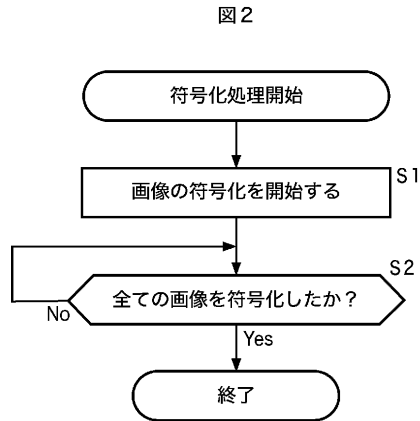 図2
符号化処理開始
画像の符号化を開始する
S1
全ての画像を符号化したか?
S2
No
Yes
終了